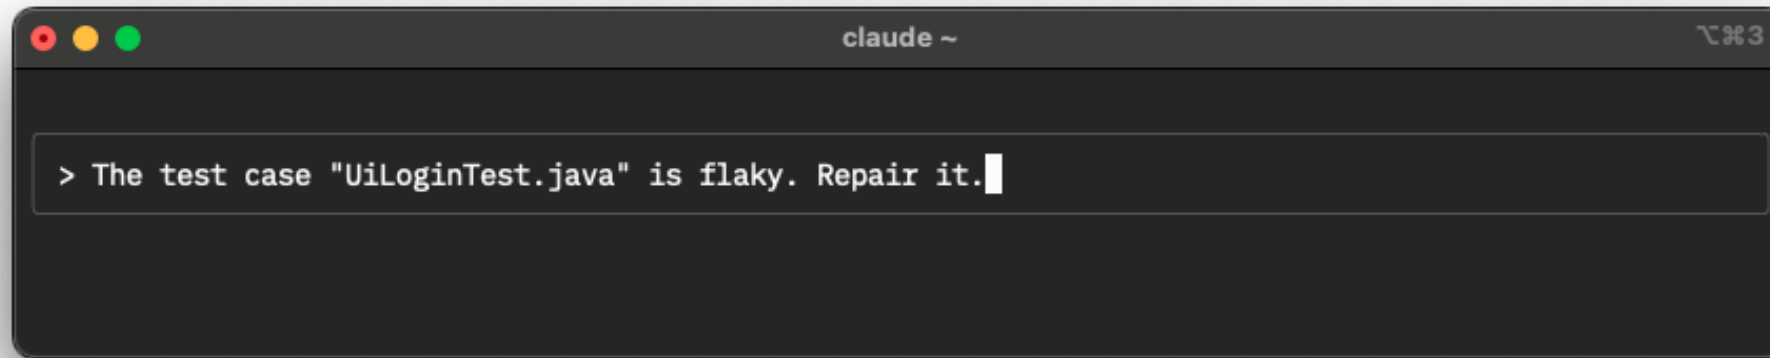 claude ~
⌥⌘3
> The test case "UiLoginTest.java" is flaky. Repair it.